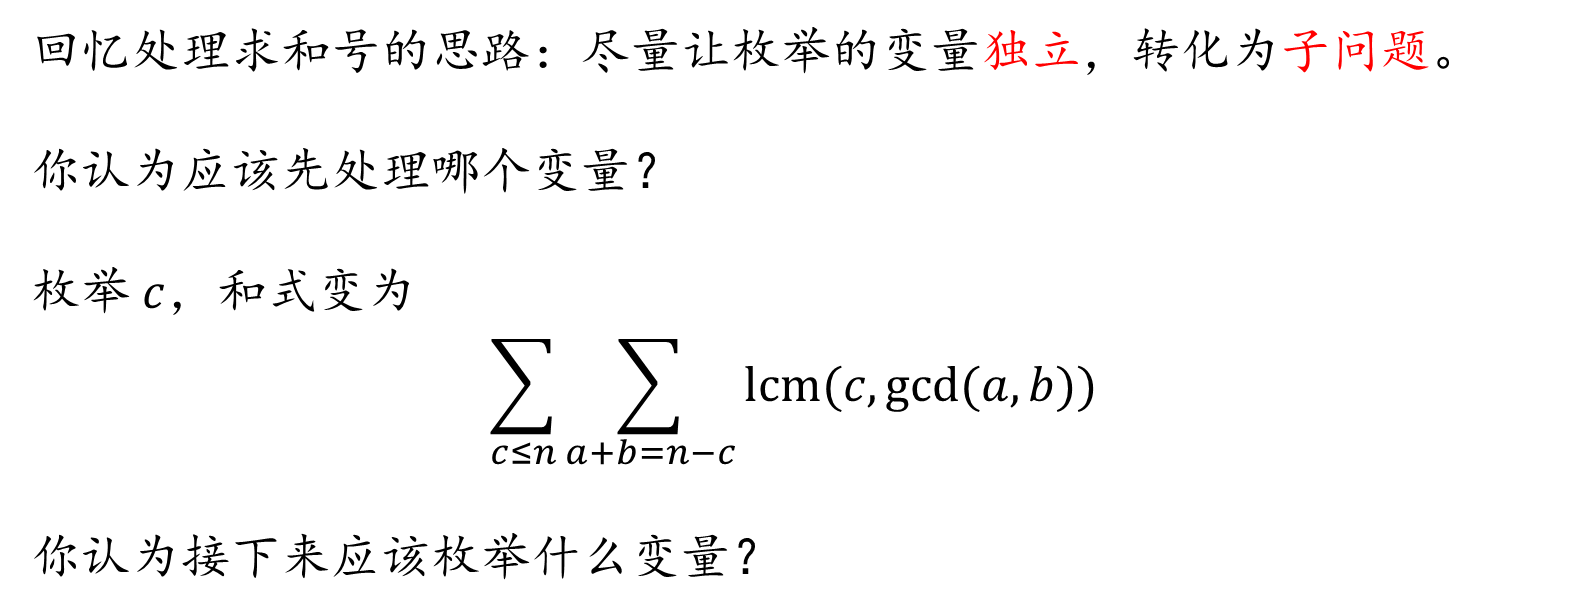 回忆处理求和号的思路：尽量让枚举的变量独立，转化为子问题。
你认为应该先处理哪个变量？
枚举 c，和式变为
∑ ∑ lcm(c, gcd(a, b))
c≤n a+b=n−c
你认为接下来应该枚举什么变量？